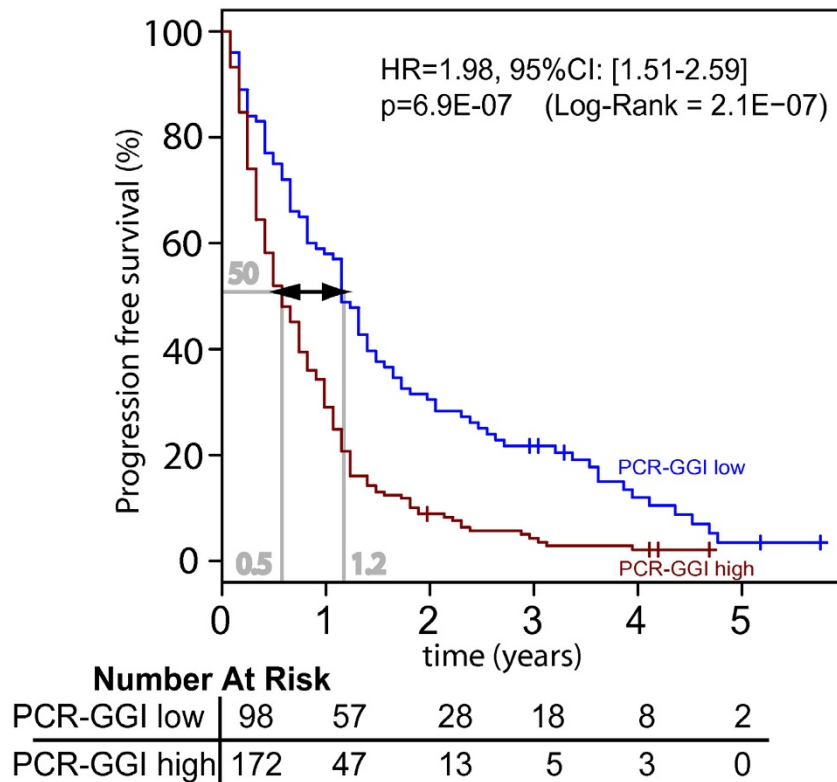 HR=1.98, 95%CI: [1.51-2.59]
p=6.9E-07 (Log-Rank = 2.1E−07)
Progression free survival (%)
100
80
60
40
20
0
50
0.5
1.2
PCR-GGI low
PCR-GGI high
0 1 2 3 4 5
time (years)
Number At Risk
PCR-GGI low 98 57 28 18 8 2
PCR-GGI high 172 47 13 5 3 0